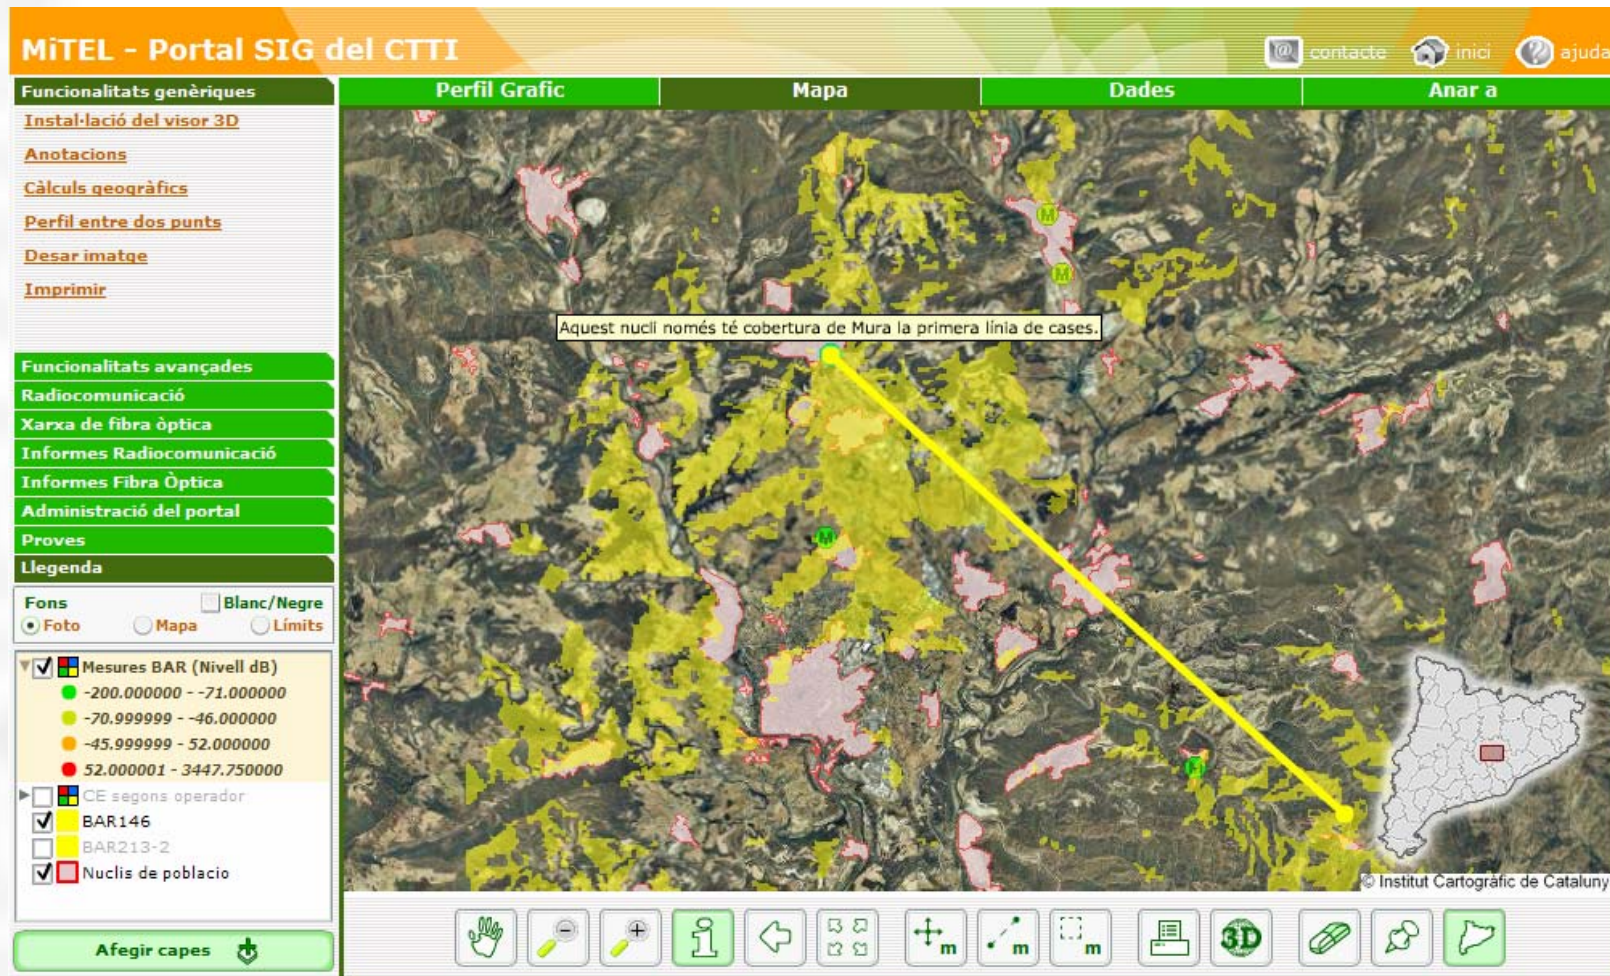 MiTEL - Portal SIG del CTTI
contacte
inici
ajuda
Funcionalitats genèriques
Perfil Grafic
Mapa
Dades
Anar a
Instal·lació del visor 3D
Anotacions
Càlculs geogràfics
Perfil entre dos punts
Desar imatge
Imprimir
Funcionalitats avançades
Radiocomunicació
Xarxa de fibra òptica
Informes Radiocomunicació
Informes Fibra Òptica
Administració del portal
Proves
Llegenda
Fons
Blanc/Negre
Foto
Mapa
Límits
Mesures BAR (Nivell dB)
-200.000000 - -71.000000
-70.999999 - -46.000000
-45.999999 - 52.000000
52.000001 - 3447.750000
CE segons operador
BAR146
BAR213-2
Nuclis de poblacio
Afegir capes
Aquest nucli només té cobertura de Mura la primera línia de cases.
M
M
M
M
© Institut Cartogràfic de Cataluny
m
m
m
3D